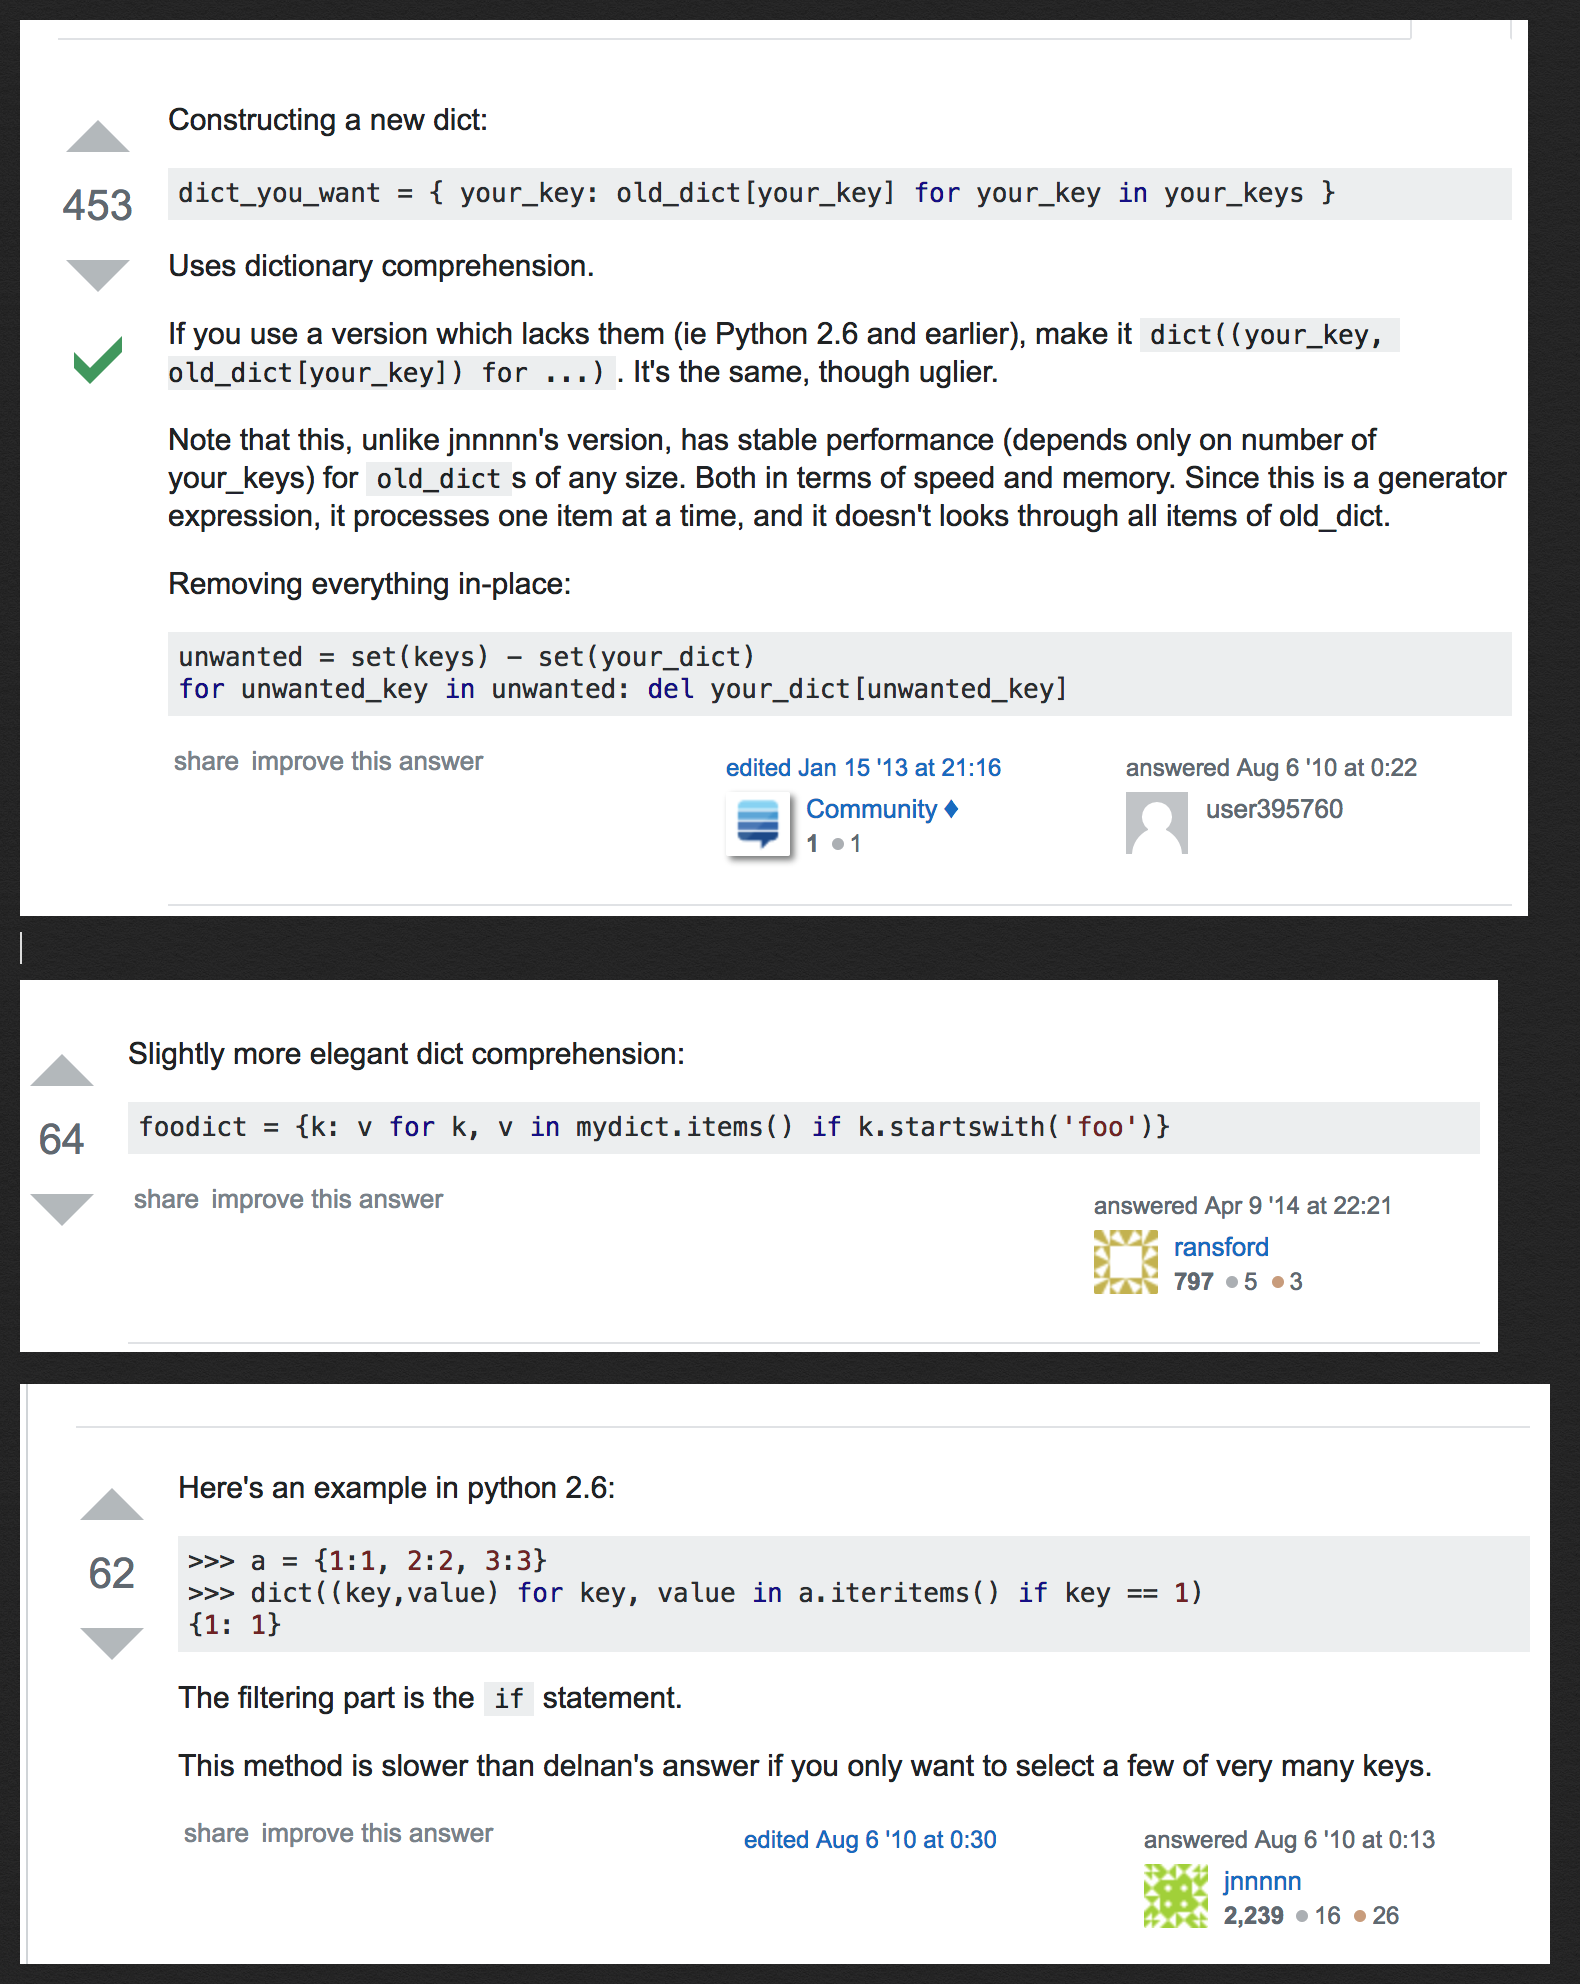 Constructing a new dict:
453
dict_you_want = { your_key: old_dict[your_key] for your_key in your_keys }
Uses dictionary comprehension.
If you use a version which lacks them (ie Python 2.6 and earlier), make it dict((your_key,
old_dict[your_key]) for ...) . It's the same, though uglier.
Note that this, unlike jnnnnn's version, has stable performance (depends only on number of
your_keys) for old_dict s of any size. Both in terms of speed and memory. Since this is a generator
expression, it processes one item at a time, and it doesn't looks through all items of old_dict.
Removing everything in-place:
unwanted = set(keys) - set(your_dict)
for unwanted_key in unwanted: del your_dict[unwanted_key]
share improve this answer
edited Jan 15 '13 at 21:16
Community ♦
1 ●1
answered Aug 6 '10 at 0:22
user395760
Slightly more elegant dict comprehension:
64
foodict = {k: v for k, v in mydict.items() if k.startswith('foo')}
share improve this answer
answered Apr 9 '14 at 22:21
ransford
797 ●5 ●3
Here's an example in python 2.6:
62
>>> a = {1:1, 2:2, 3:3}
>>> dict((key,value) for key, value in a.iteritems() if key == 1)
{1: 1}
The filtering part is the if statement.
This method is slower than delnan's answer if you only want to select a few of very many keys.
share improve this answer
edited Aug 6 '10 at 0:30
answered Aug 6 '10 at 0:13
jnnnnn
2,239 ●16 ●26